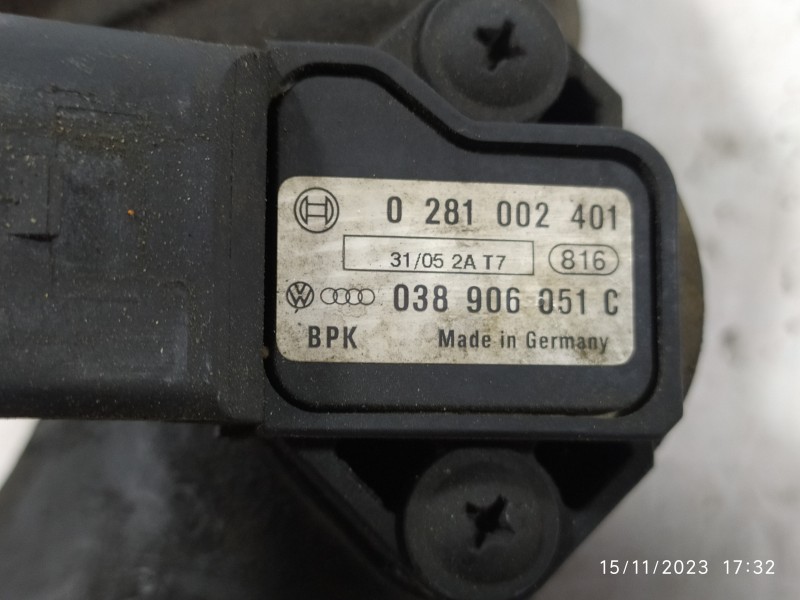 0 281 002 401
31/05 2A T7 816
038 906 051 C
BPK Made in Germany
15/11/2023 17:32